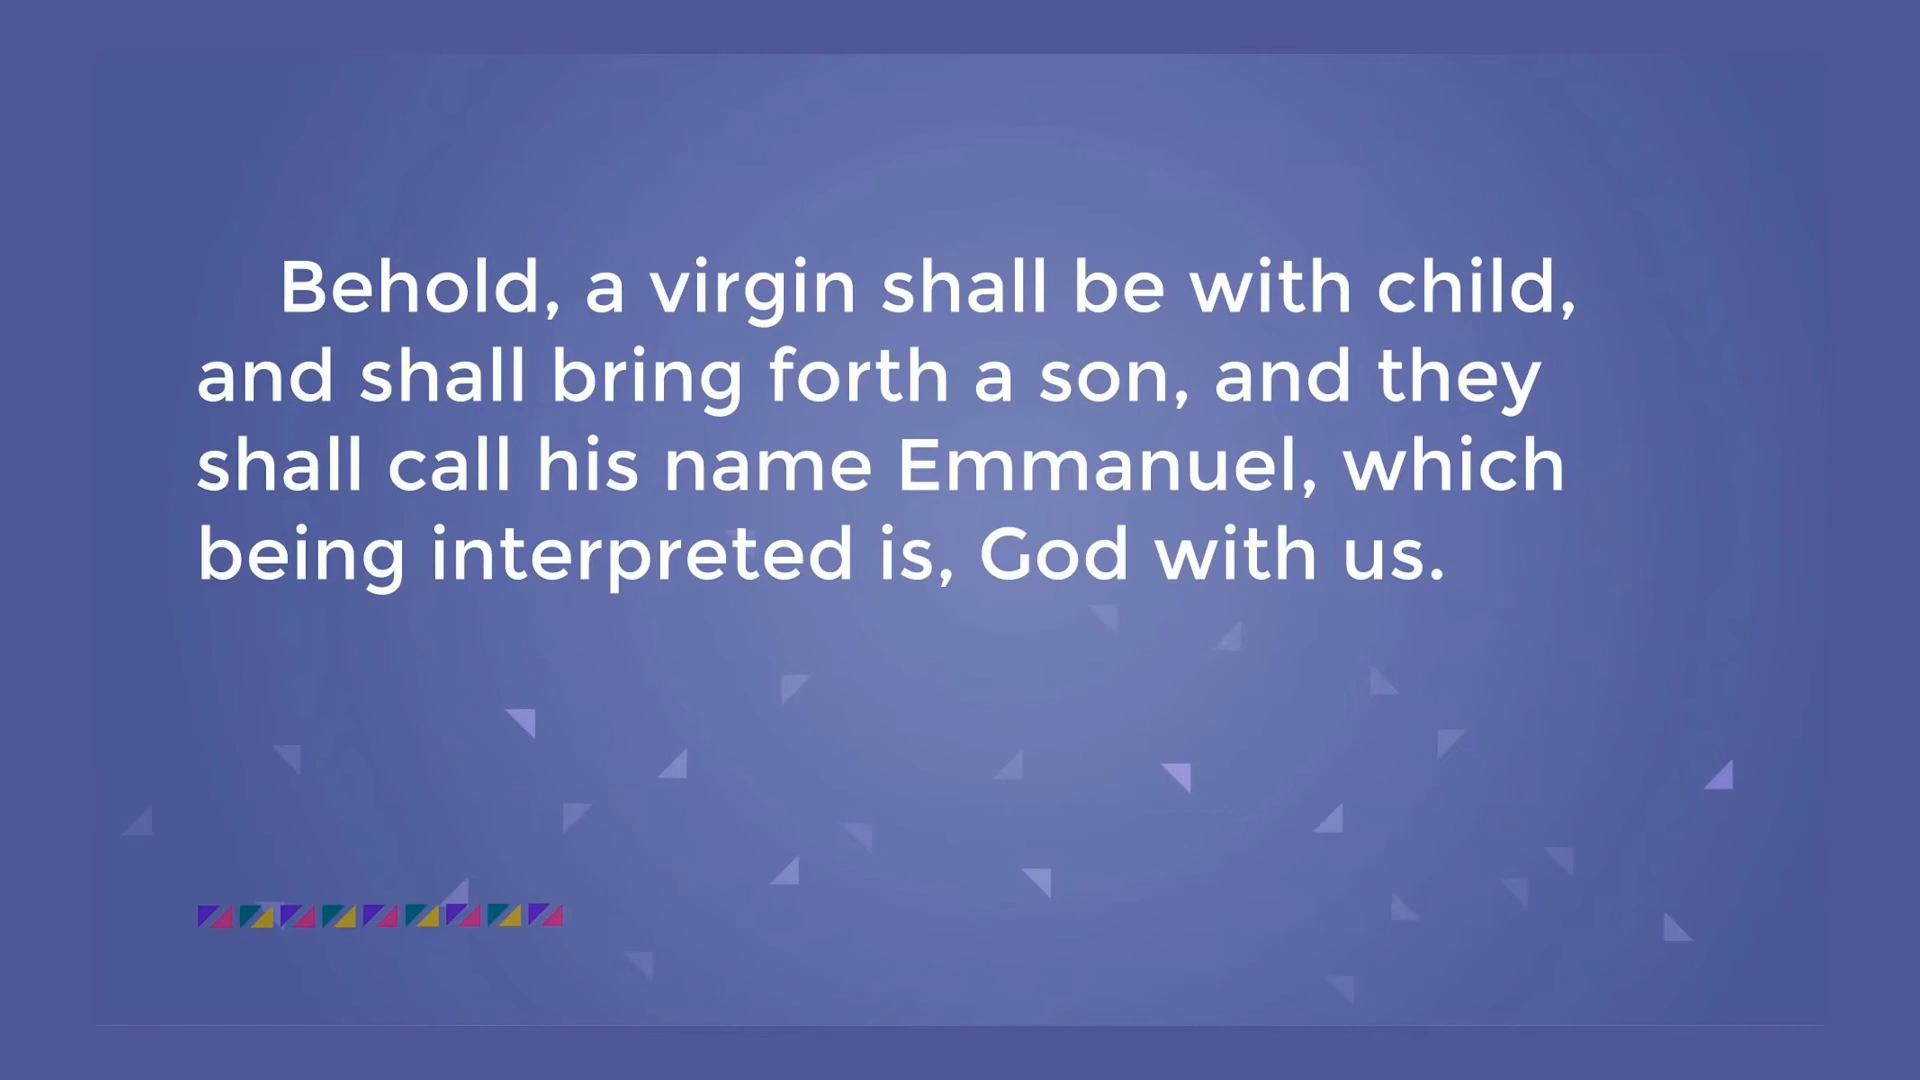 Behold, a virgin shall be with child,
and shall bring forth a son, and they
shall call his name Emmanuel, which
being interpreted is, God with us.